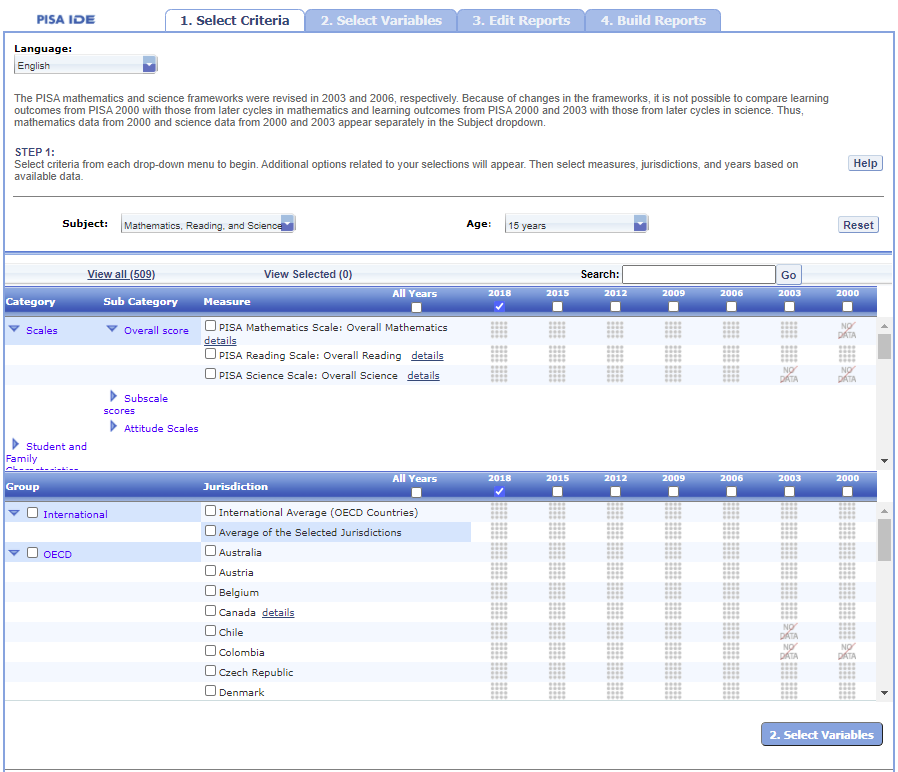 PISA IDE
1. Select Criteria
2. Select Variables
3. Edit Reports
4. Build Reports
Language:
English
The PISA mathematics and science frameworks were revised in 2003 and 2006, respectively. Because of changes in the frameworks, it is not possible to compare learning
outcomes from PISA 2000 with those from later cycles in mathematics and learning outcomes from PISA 2000 and 2003 with those from later cycles in science. Thus,
mathematics data from 2000 and science data from 2000 and 2003 appear separately in the Subject dropdown.
STEP 1:
Select criteria from each drop-down menu to begin. Additional options related to your selections will appear. Then select measures, jurisdictions, and years based on
available data.
Help
Subject: Mathematics, Reading, and Science Age: 15 years Reset
View all (509) View Selected (0) Search: Go
Category Sub Category Measure All Years 2018 2015 2012 2009 2006 2003 2000
Scales Overall score PISA Mathematics Scale: Overall Mathematics
details
NO DATA
PISA Reading Scale: Overall Reading details
PISA Science Scale: Overall Science details NO DATA NO DATA
Subscale
scores
Attitude Scales
Student and
Family
Characteristics
Group Jurisdiction All Years 2018 2015 2012 2009 2006 2003 2000
International International Average (OECD Countries)
Average of the Selected Jurisdictions
OECD Australia
Austria
Belgium
Canada details
Chile NO DATA
Colombia NO DATA NO DATA
Czech Republic
Denmark
2. Select Variables